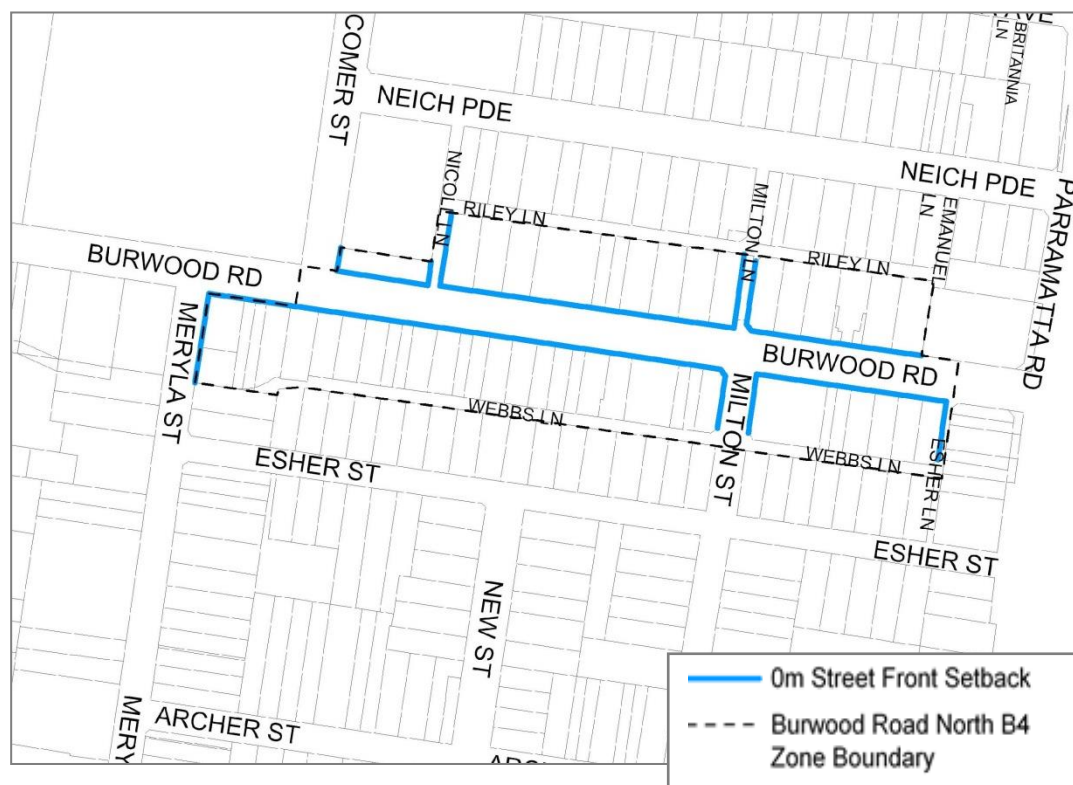 AVE
LN
BRITANNIA
COMER ST
NEICH PDE
NICOLL LN
RILEY LN
MILTON LN
NEICH PDE
LN
EMANUEL
PARRAMATTA RD
RILEY LN
BURWOOD RD
MERYLA ST
BURWOOD RD
WEBBS LN
MILTON ST
WEBBS LN
ESHER LN
ESHER ST
ESHER ST
NEW ST
MERY
ARCHER ST
0m Street Front Setback
Burwood Road North B4
Zone Boundary